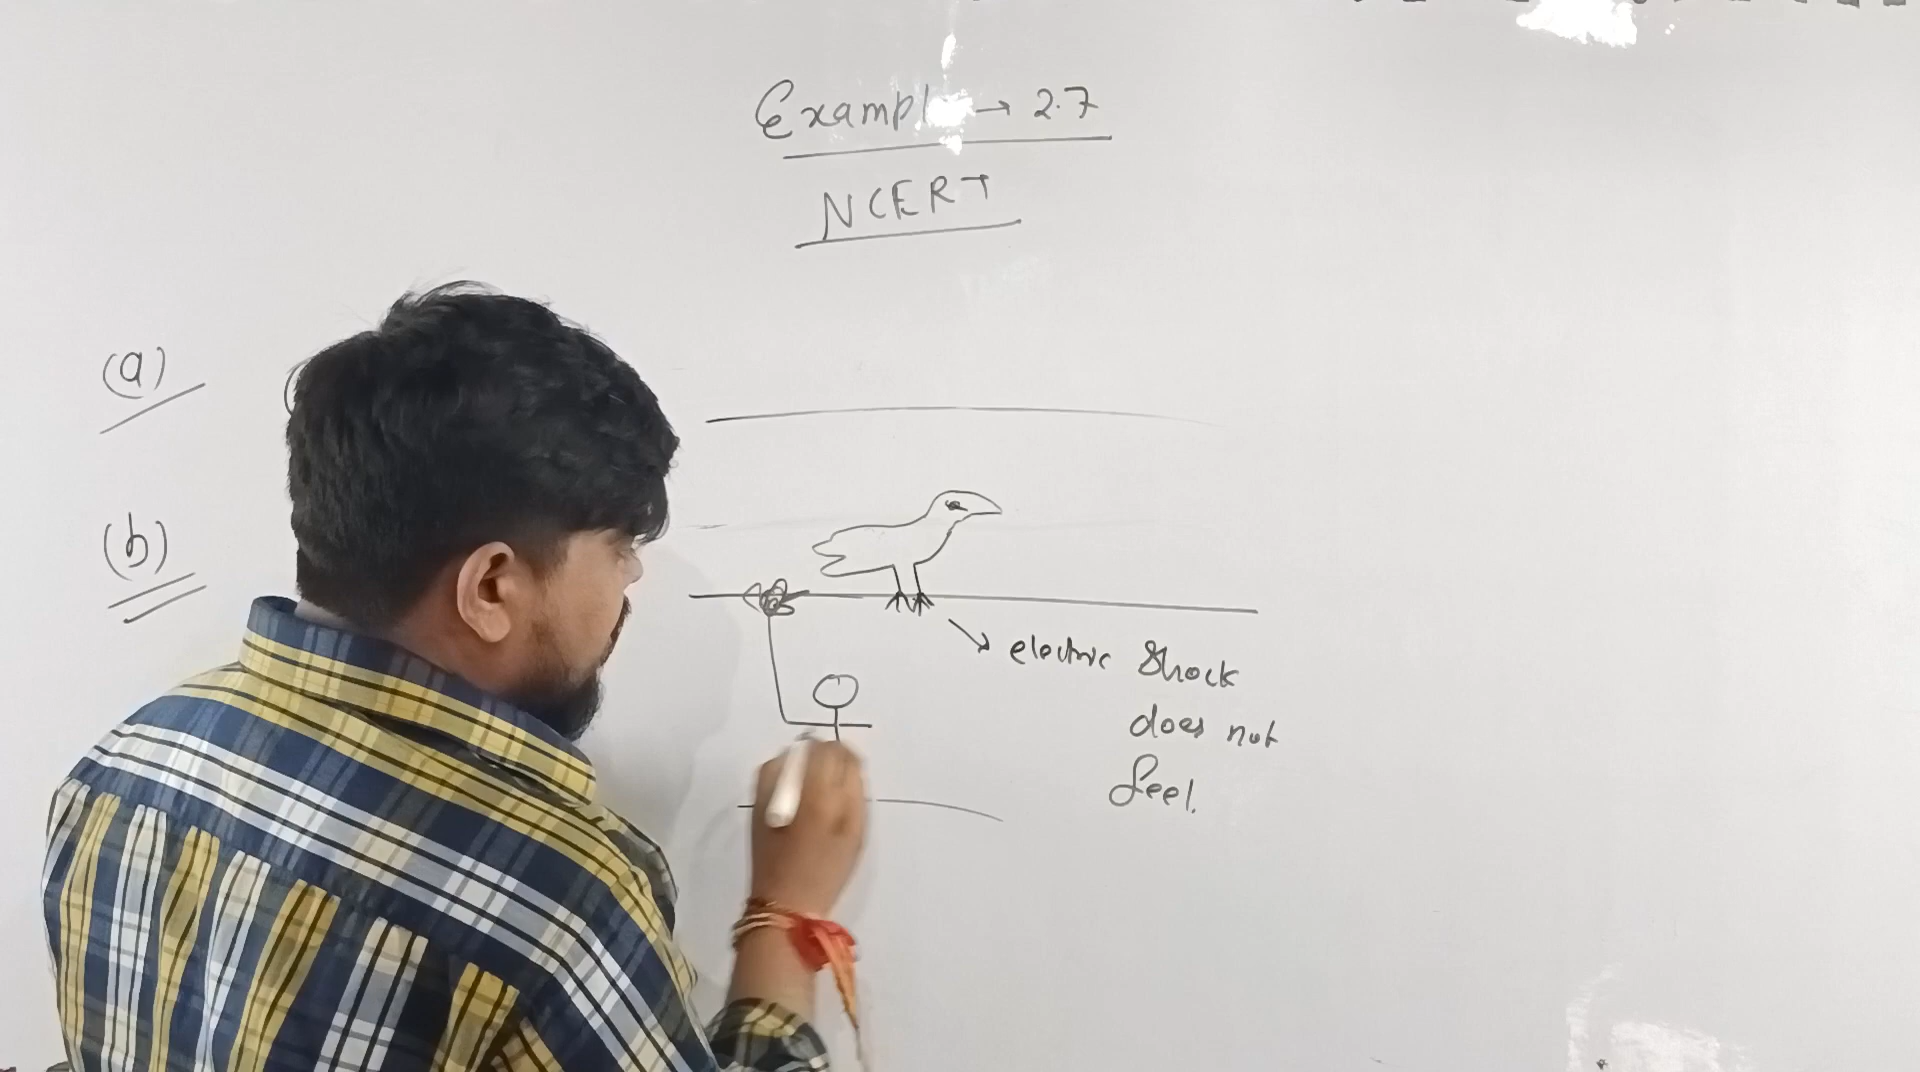 Example → 2.7
NCERT
(a)
(b)
electric Shock
does not
feel.